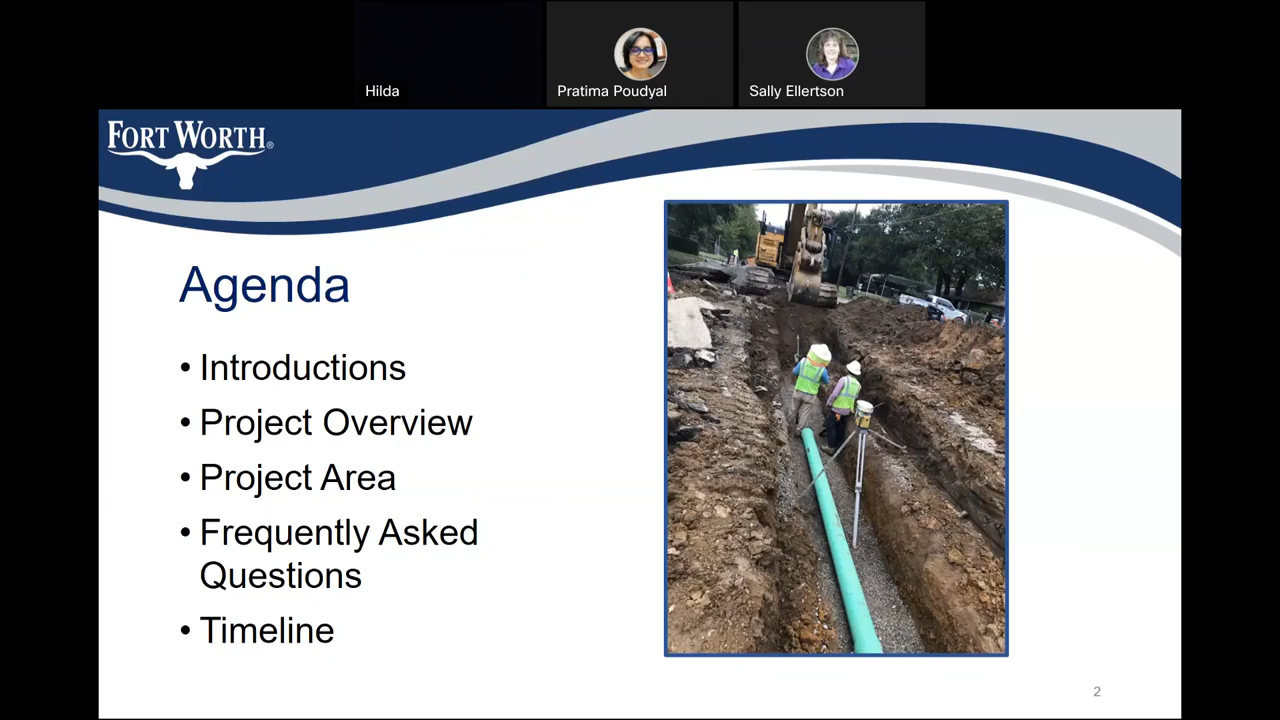 Hilda
Pratima Poudyal
Sally Ellertson
FORT WORTH®
Agenda
• Introductions
• Project Overview
• Project Area
• Frequently Asked
Questions
• Timeline
2